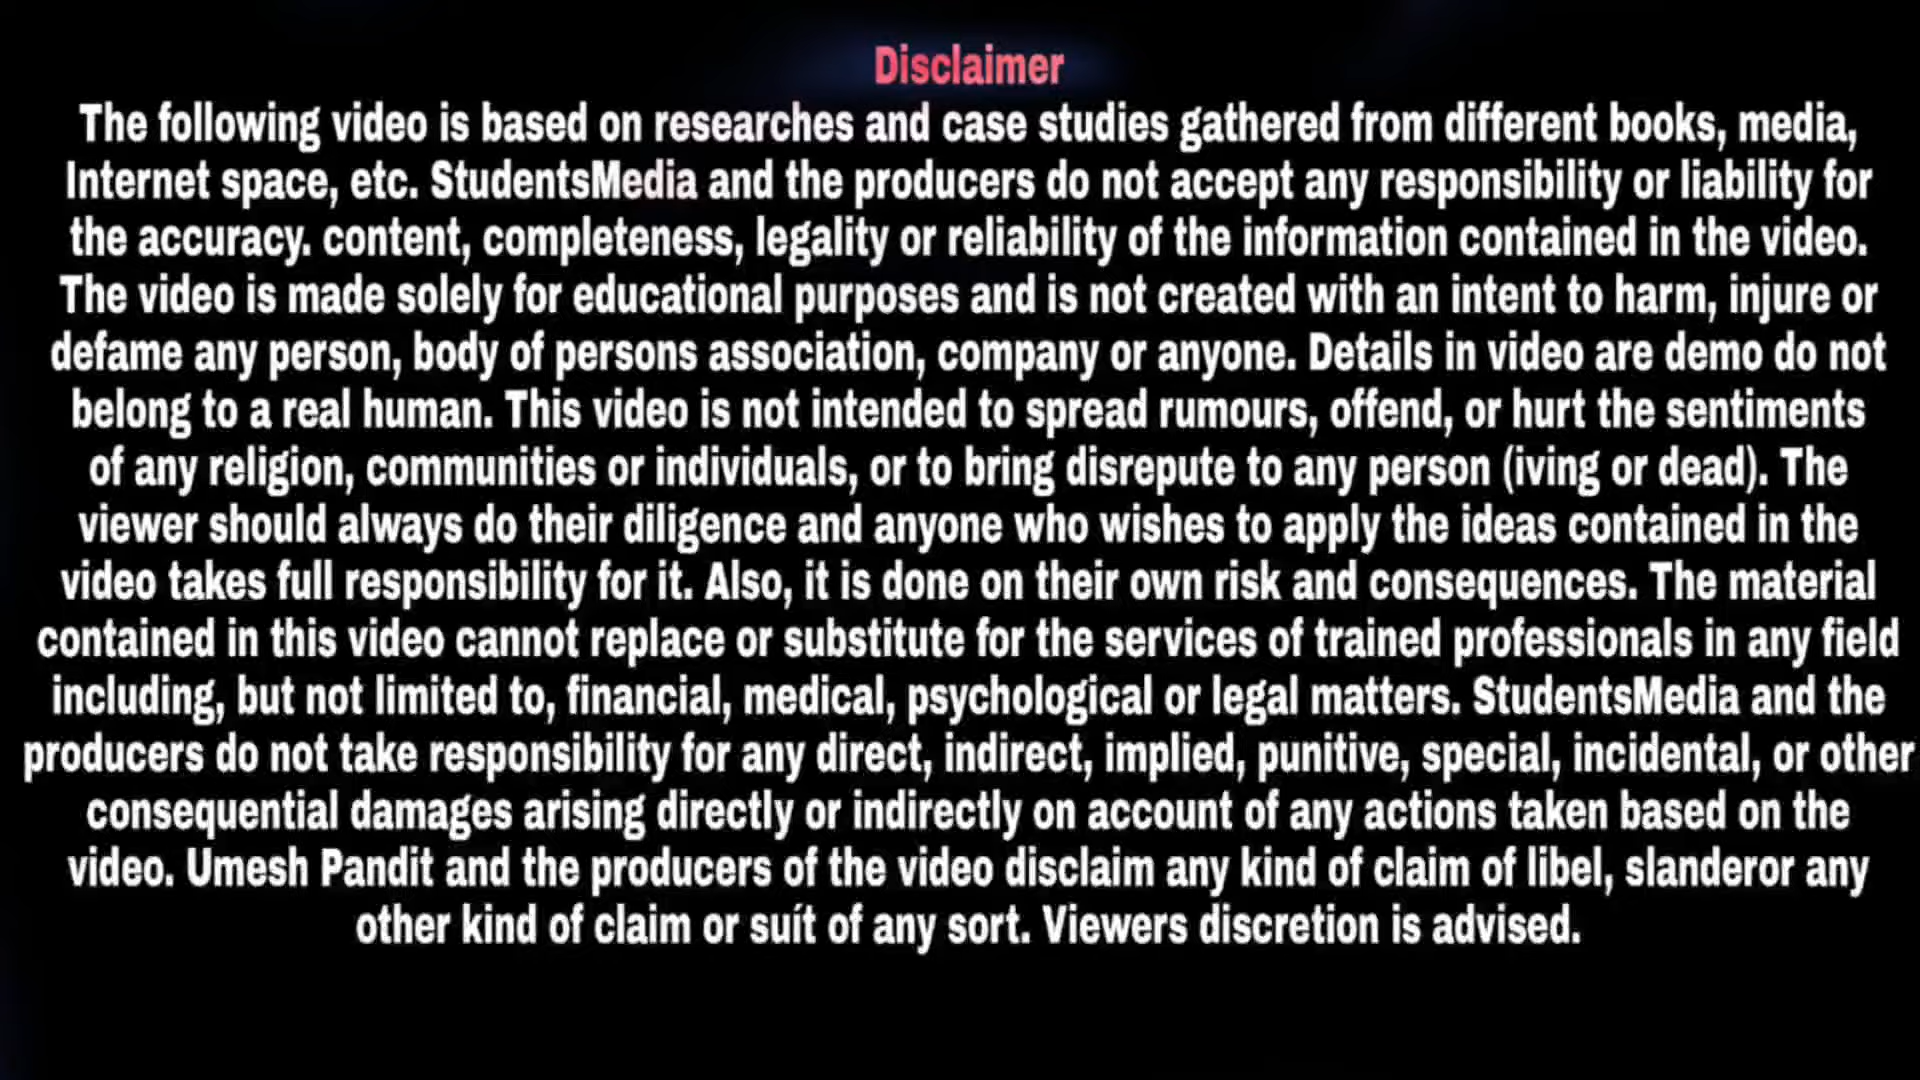 Disclaimer
The following video is based on researches and case studies gathered from different books, media,
Internet space, etc. StudentsMedia and the producers do not accept any responsibility or liability for
the accuracy. content, completeness, legality or reliability of the information contained in the video.
The video is made solely for educational purposes and is not created with an intent to harm, injure or
defame any person, body of persons association, company or anyone. Details in video are demo do not
belong to a real human. This video is not intended to spread rumours, offend, or hurt the sentiments
of any religion, communities or individuals, or to bring disrepute to any person (iving or dead). The
viewer should always do their diligence and anyone who wishes to apply the ideas contained in the
video takes full responsibility for it. Also, it is done on their own risk and consequences. The material
contained in this video cannot replace or substitute for the services of trained professionals in any field
including, but not limited to, financial, medical, psychological or legal matters. StudentsMedia and the
producers do not take responsibility for any direct, indirect, implied, punitive, special, incidental, or other
consequential damages arising directly or indirectly on account of any actions taken based on the
video. Umesh Pandit and the producers of the video disclaim any kind of claim of libel, slanderor any
other kind of claim or suít of any sort. Viewers discretion is advised.